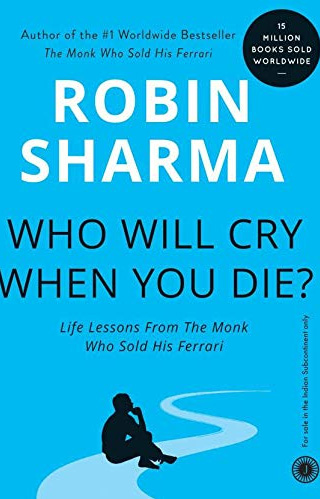 Author of the #1 Worldwide Bestseller
The Monk Who Sold His Ferrari
15
MILLION
BOOKS SOLD
WORLDWIDE
ROBIN
SHARMA
WHO WILL CRY
WHEN YOU DIE?
Life Lessons From The Monk
Who Sold His Ferrari
For sale in the Indian Subcontinent only
J